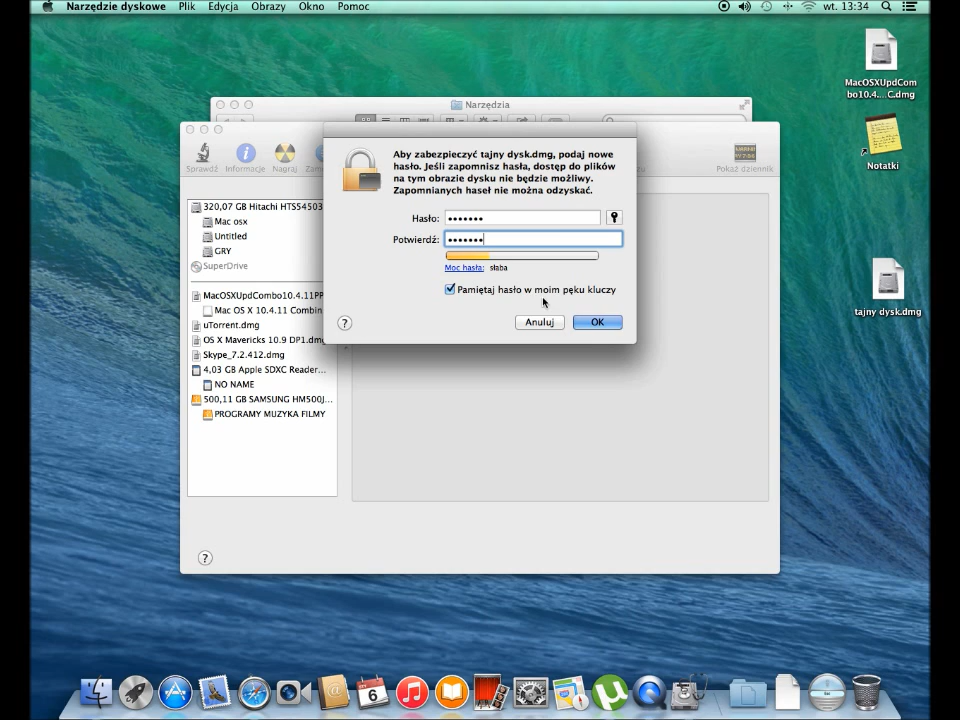 Narzędzie dyskowe Plik Edycja Obrazy Okno Pomoc wt. 13:34
MacOSXUpdCom
bo10.4....C.dmg
Notatki
tajny dysk.dmg
Narzędzia
Sprawdź Informacje Nagraj Pokaż dziennik
320,07 GB Hitachi HTS54503
Mac osx
Untitled
GRY
SuperDrive
MacOSXUpdCombo10.4.11PP
Mac OS X 10.4.11 Combin
uTorrent.dmg
OS X Mavericks 10.9 DP1.dmg
Skype_7.2.412.dmg
4,03 GB Apple SDXC Reader...
NO NAME
500,11 GB SAMSUNG HM500J...
PROGRAMY MUZYKA FILMY
Aby zabezpieczyć tajny dysk.dmg, podaj nowe
hasło. Jeśli zapomnisz hasła, dostęp do plików
na tym obrazie dysku nie będzie możliwy.
Zapomnianych haseł nie można odzyskać.
Hasło: •••••••
Potwierdź: •••••••
Moc hasła: słaba
Pamiętaj hasło w moim pęku kluczy
? Anuluj OK
?
6